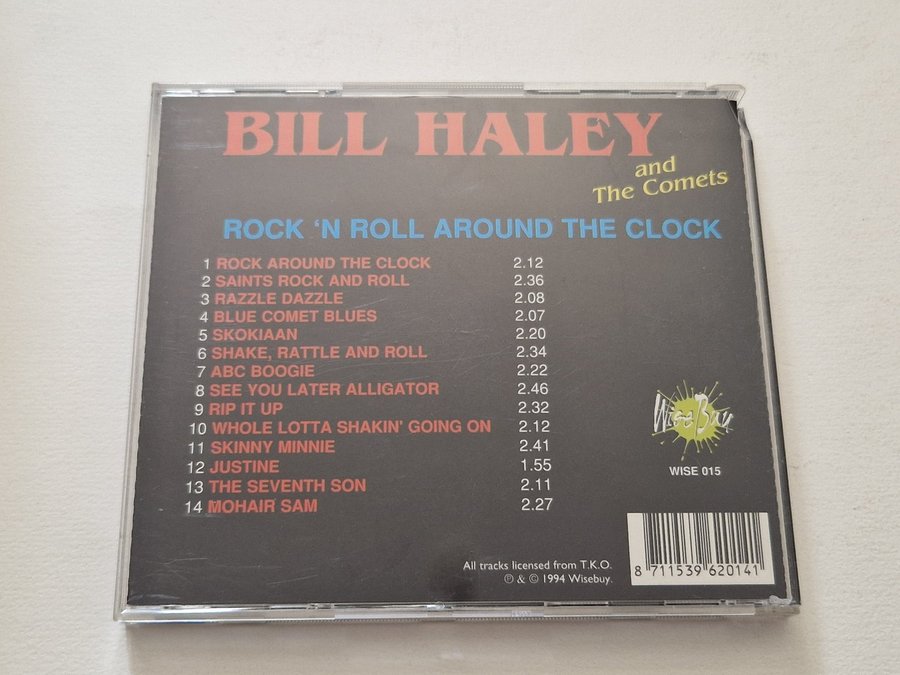 BILL HALEY
and
The Comets
ROCK 'N ROLL AROUND THE CLOCK
1 ROCK AROUND THE CLOCK 2.12
2 SAINTS ROCK AND ROLL 2.36
3 RAZZLE DAZZLE 2.08
4 BLUE COMET BLUES 2.07
5 SKOKIAAN 2.20
6 SHAKE, RATTLE AND ROLL 2.34
7 ABC BOOGIE 2.22
8 SEE YOU LATER ALLIGATOR 2.46
9 RIP IT UP 2.32
10 WHOLE LOTTA SHAKIN' GOING ON 2.12
11 SKINNY MINNIE 2.41
12 JUSTINE 1.55
13 THE SEVENTH SON 2.11
14 MOHAIR SAM 2.27
Wise Buy
WISE 015
All tracks licensed from T.K.O.
℗ & © 1994 Wisebuy.
8 711539 620141